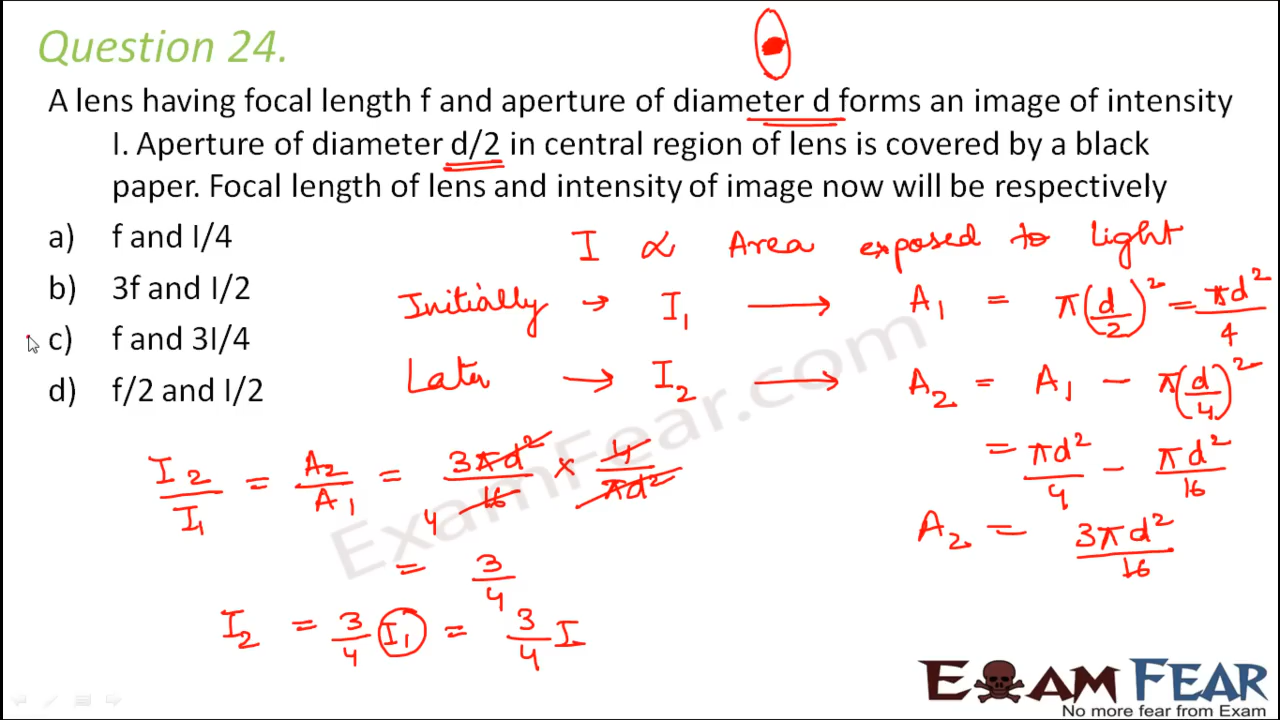 Question 24.
A lens having focal length f and aperture of diameter d forms an image of intensity
I. Aperture of diameter d/2 in central region of lens is covered by a black
paper. Focal length of lens and intensity of image now will be respectively
a) f and I/4
b) 3f and I/2
c) f and 3I/4
d) f/2 and I/2
I ∝ Area exposed to light
Initially → I₁ → A₁ = π(d/2)² = πd²/4
Later → I₂ → A₂ = A₁ − π(d/4)²
= πd²/4 − πd²/16
A₂ = 3πd²/16
I₂/I₁ = A₂/A₁ = 3πd²/16 × 4/πd²
4
= 3/4
I₂ = 3/4 I₁ = 3/4 I
ExamFear.com
EXAM FEAR
No more fear from Exam